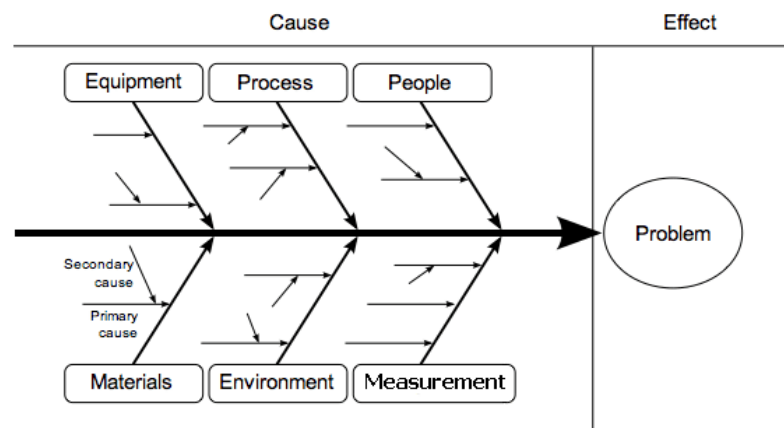 Cause
Effect
Equipment
Process
People
Problem
Secondary
cause
Primary
cause
Materials
Environment
Measurement